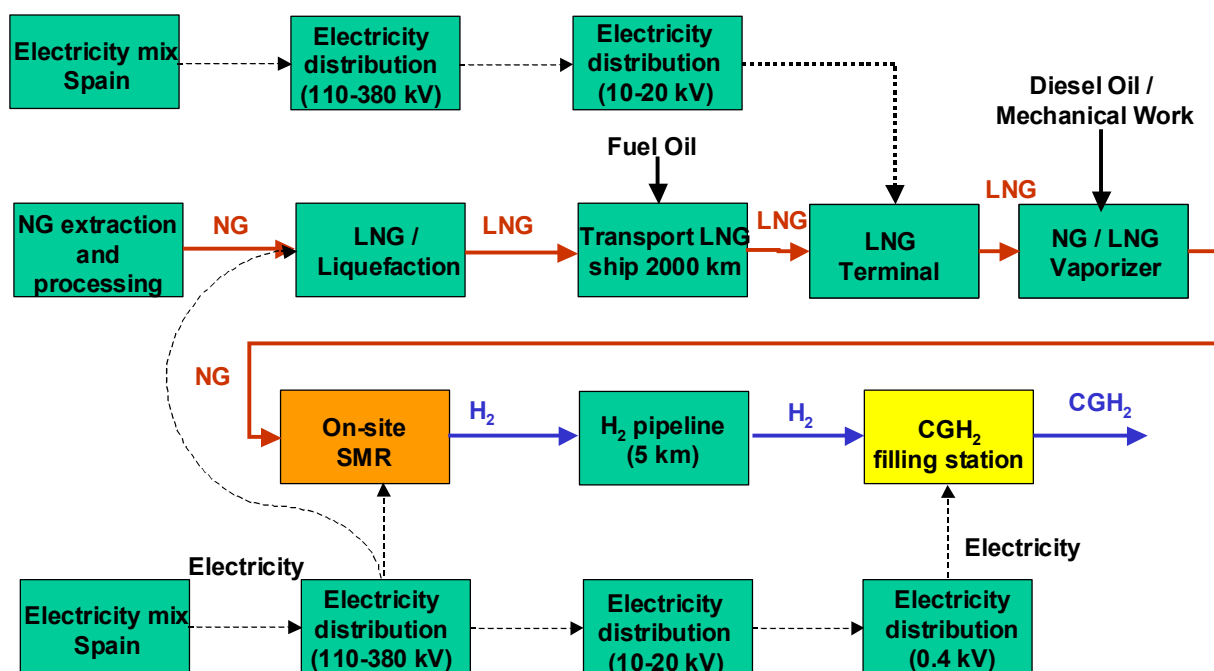 Electricity mix
Spain
Electricity
distribution
(110-380 kV)
Electricity
distribution
(10-20 kV)
Diesel Oil /
Mechanical Work
Fuel Oil
NG extraction
and
processing
NG
LNG /
Liquefaction
LNG
Transport LNG
ship 2000 km
LNG
LNG
Terminal
LNG
NG / LNG
Vaporizer
NG
On-site
SMR
H₂
H₂ pipeline
(5 km)
H₂
CGH₂
filling station
CGH₂
Electricity
Electricity
Electricity mix
Spain
Electricity
distribution
(110-380 kV)
Electricity
distribution
(10-20 kV)
Electricity
distribution
(0.4 kV)